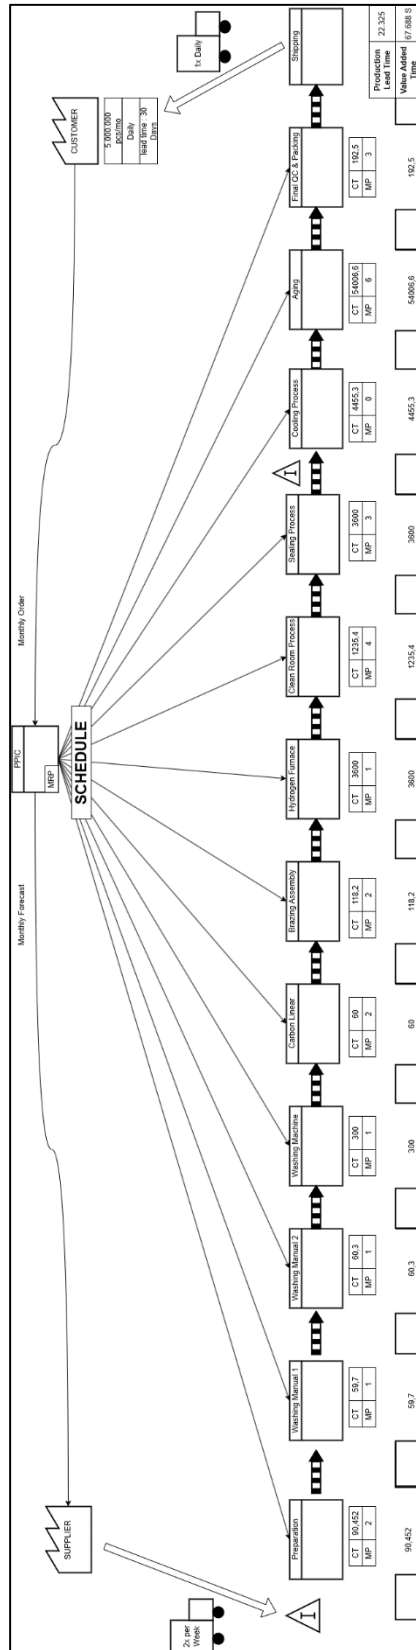 SUPPLIER
Monthly Forecast
PPIC
MRP
Monthly Order
CUSTOMER
5.000.000
pcs/mo
Daily
lead time : 30
Days
2x per
Week
SCHEDULE
1x Daily
I
Preparation
CT 90,452
MP 2
Washing Manual 1
CT 59,7
MP 1
Washing Manual 2
CT 60,3
MP 1
Washing Machine
CT 300
MP 1
Carbon Linear
CT 60
MP 2
Brazing Assembly
CT 118,2
MP 2
Hydrogen Furnace
CT 3600
MP 1
Clean Room Process
CT 1235,4
MP 4
Sealing Process
CT 3600
MP 3
I
Cooling Process
CT 4455,3
MP 0
Aging
CT 54006,6
MP 6
Final QC & Packing
CT 192,5
MP 3
Shipping
90,452
59,7
60,3
300
60
118,2
3600
1235,4
3600
4455,3
54006,6
192,5
Production
Lead Time
22.325
Value Added
Time
67.688 S